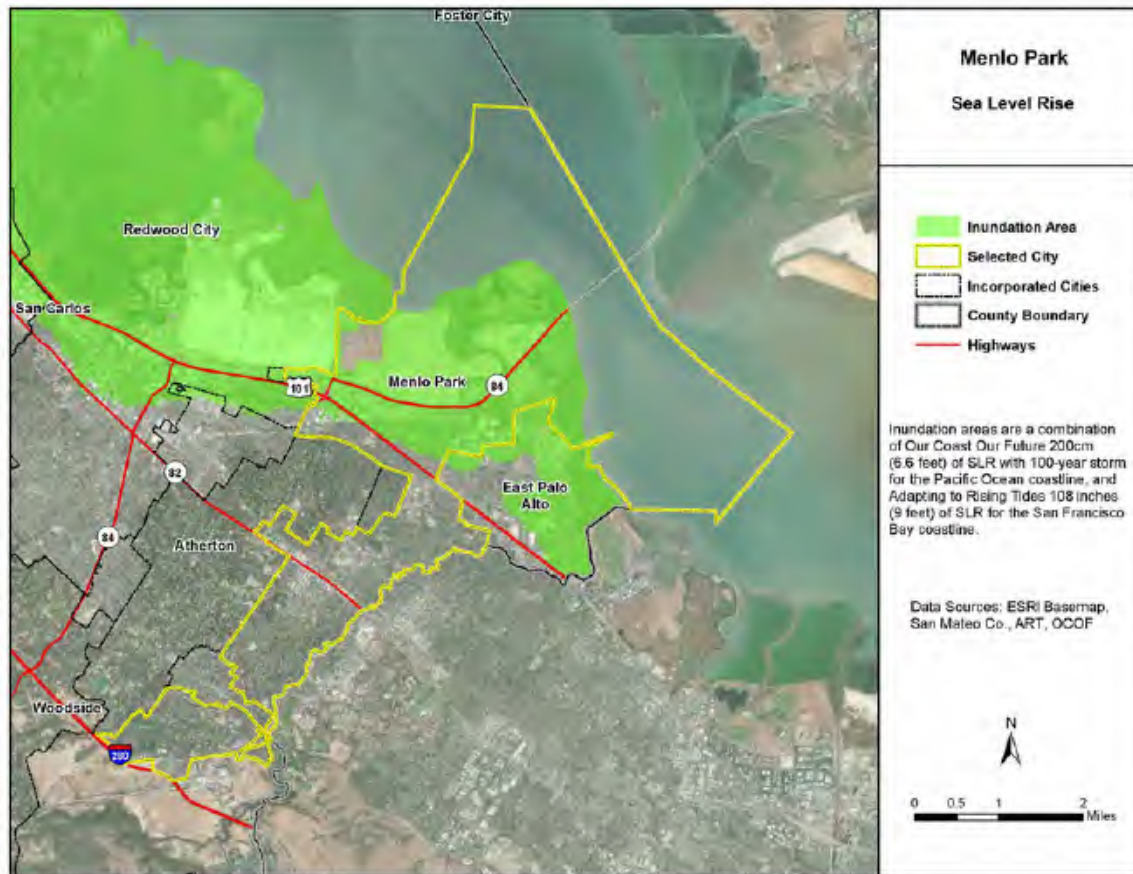 Menlo Park
Sea Level Rise
Inundation Area
Selected City
Incorporated Cities
County Boundary
Highways
Inundation areas are a combination
of Our Coast Our Future 200cm
(6.6 feet) of SLR with 100-year storm
for the Pacific Ocean coastline, and
Adapting to Rising Tides 108 inches
(9 feet) of SLR for the San Francisco
Bay coastline.
Data Sources: ESRI Basemap,
San Mateo Co., ART, OCOF
N
0 0.5 1 2
Miles
Foster City
Redwood City
San Carlos
101
Menlo Park
84
82
East Palo
Alto
84
Atherton
Woodside
280